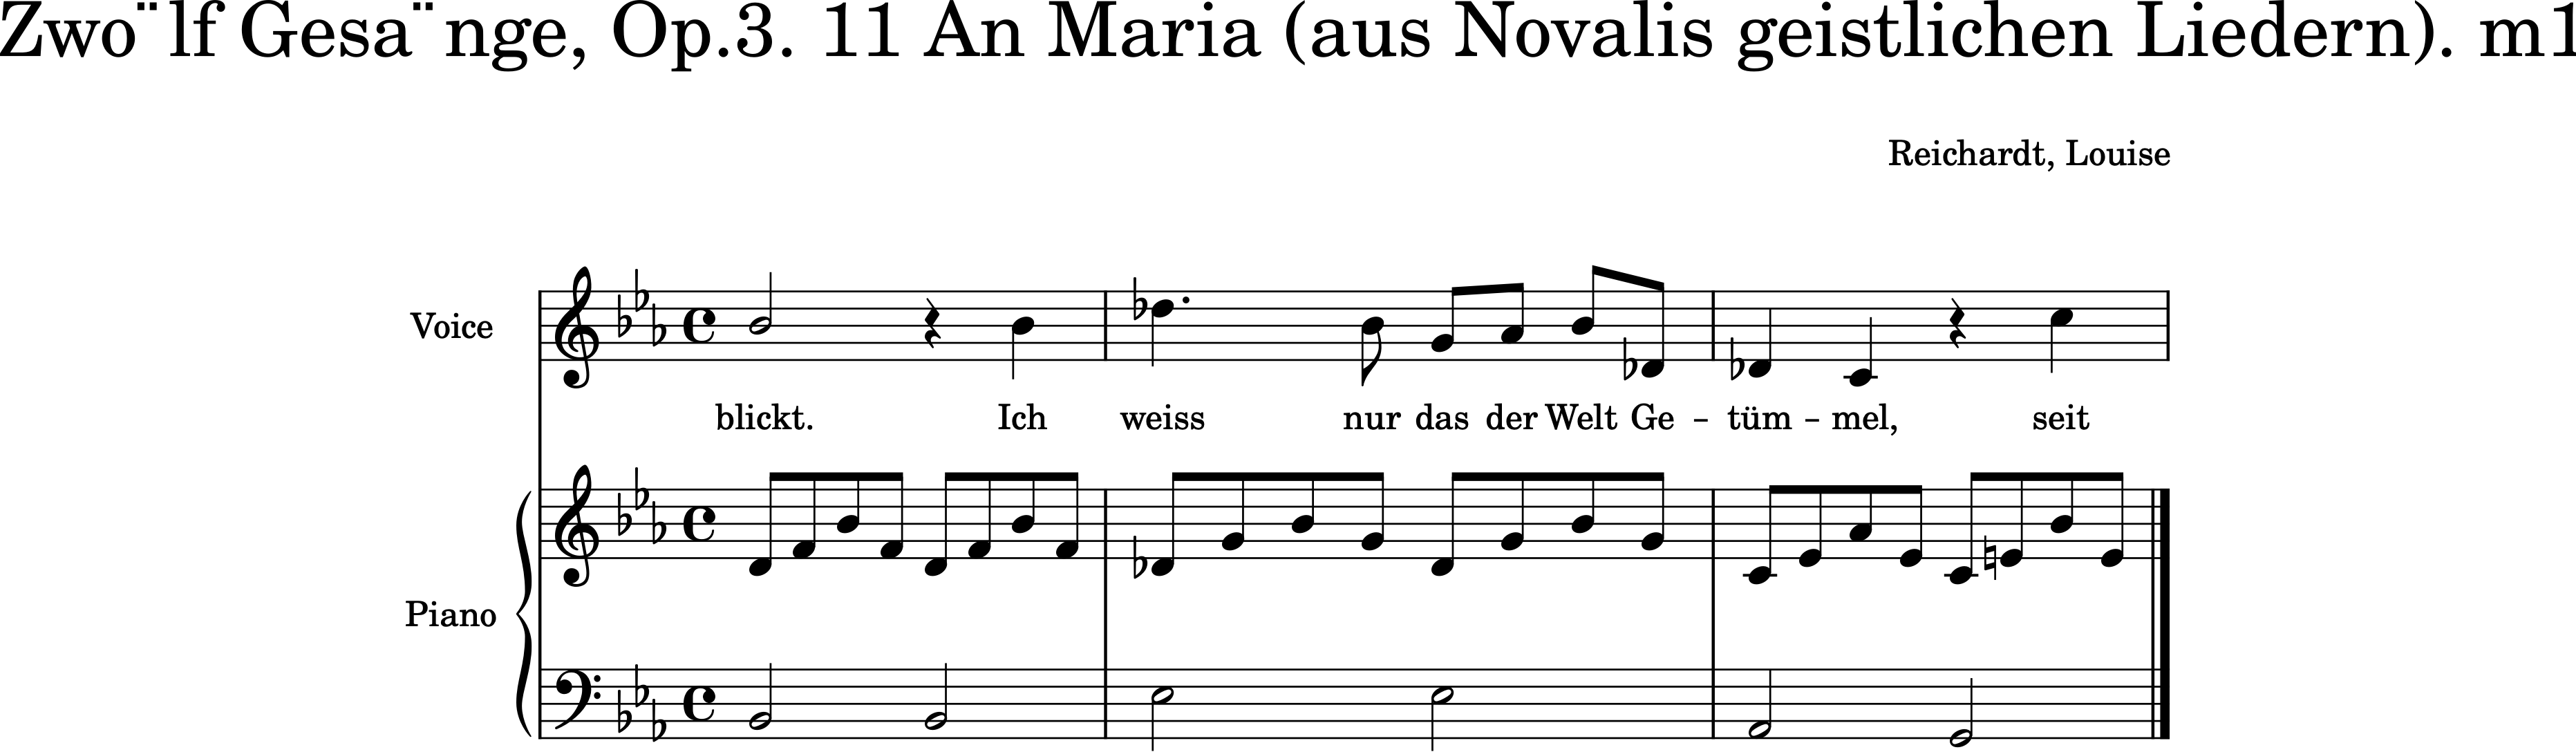 Zwo¨lf Gesa¨nge, Op.3. 11 An Maria (aus Novalis geistlichen Liedern). m1
Reichardt, Louise
Voice
blickt. Ich weiss nur das der Welt Ge – tüm – mel, seit
Piano